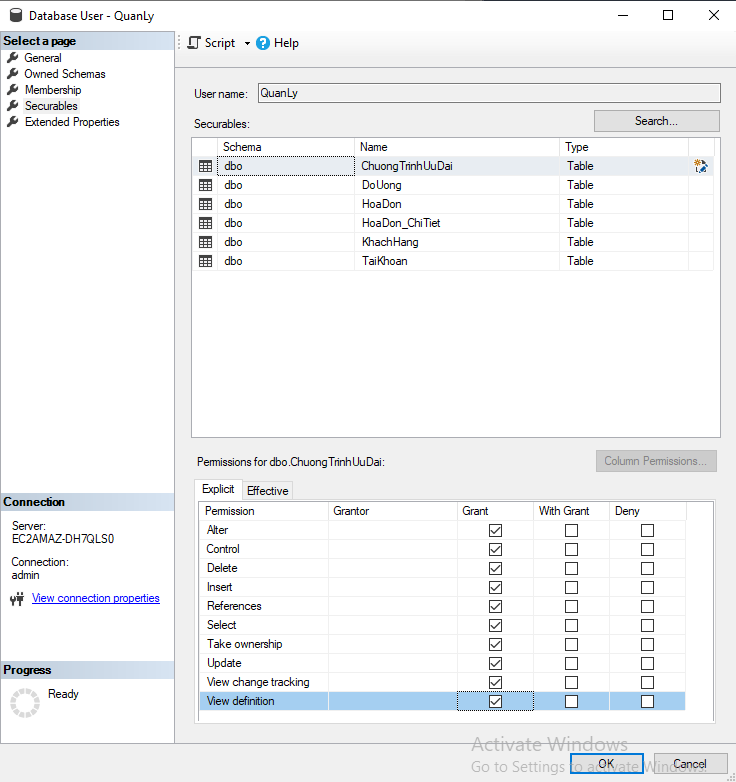 Database User - QuanLy
Select a page
General
Owned Schemas
Membership
Securables
Extended Properties
Script Help
User name: QuanLy
Securables: Search...
Schema Name Type
dbo ChuongTrinhUuDai Table
dbo DoUong Table
dbo HoaDon Table
dbo HoaDon_ChiTiet Table
dbo KhachHang Table
dbo TaiKhoan Table
Permissions for dbo.ChuongTrinhUuDai: Column Permissions...
Explicit Effective
Permission Grantor Grant With Grant Deny
Alter
Control
Delete
Insert
References
Select
Take ownership
Update
View change tracking
View definition
Connection
Server:
EC2AMAZ-DH7QLS0
Connection:
admin
View connection properties
Progress
Ready
Activate Windows
Go to Settings to activate Windows.
OK Cancel